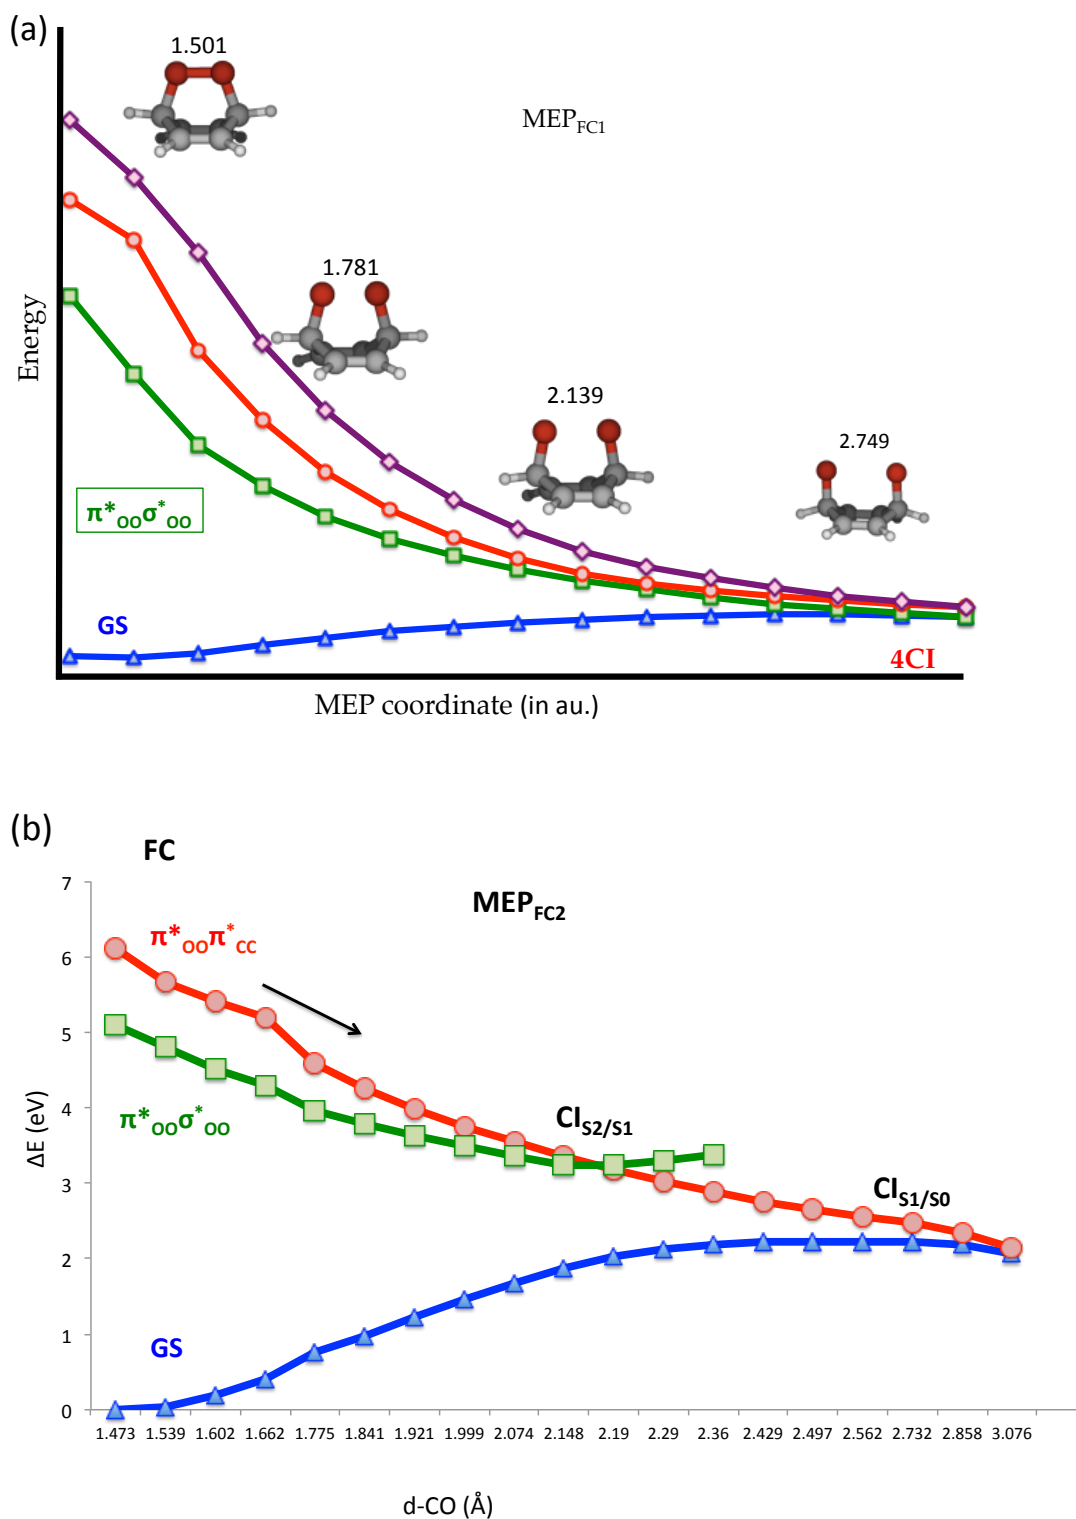 (a)
1.501
MEP_FC1
1.781
2.139
2.749
Energy
π*_OOσ*_OO
GS
4CI
MEP coordinate (in au.)
(b)
FC
MEP_FC2
π*_OOπ*_CC
π*_OOσ*_OO
CI_S2/S1
CI_S1/S0
GS
ΔE (eV)
7
6
5
4
3
2
1
0
1.473 1.539 1.602 1.662 1.775 1.841 1.921 1.999 2.074 2.148 2.19 2.29 2.36 2.429 2.497 2.562 2.732 2.858 3.076
d-CO (Å)